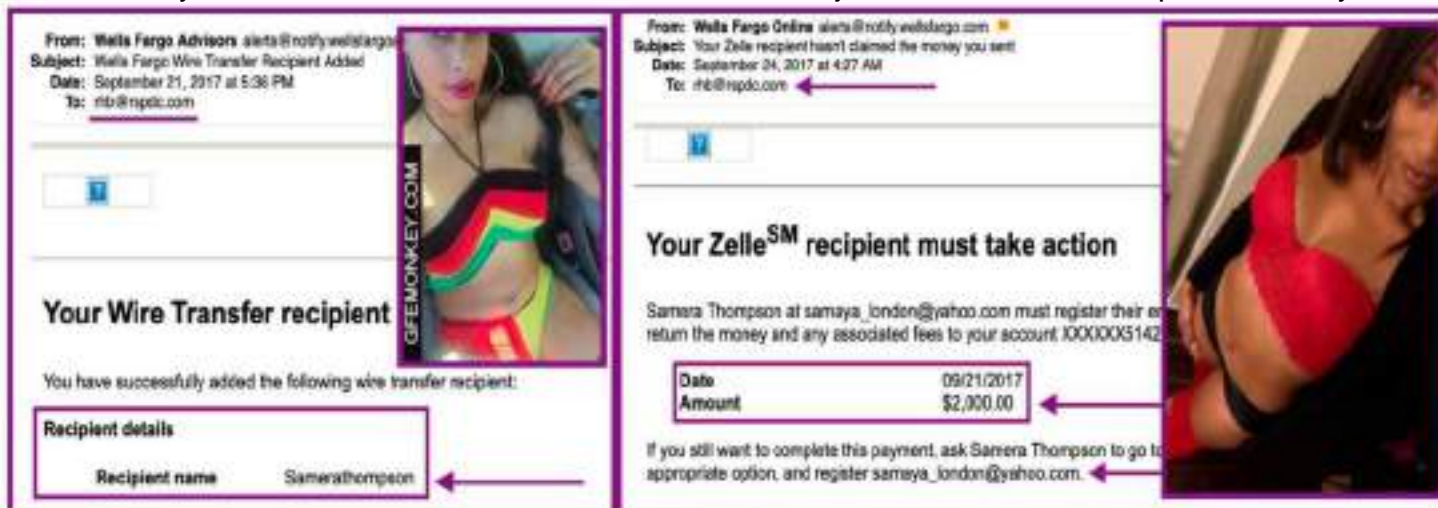 From: Wells Fargo Advisors alerts@notify.wellsfargo
Subject: Wells Fargo Wire Transfer Recipient Added
Date: September 21, 2017 at 5:36 PM
To: rhb@rspdc.com
GFEMONKEY.COM
Your Wire Transfer recipient
You have successfully added the following wire transfer recipient:
Recipient details
Recipient name Samerathompson
From: Wells Fargo Online alerts@notify.wellsfargo.com
Subject: Your Zelle recipient hasn't claimed the money you sent
Date: September 24, 2017 at 4:27 AM
To: rhb@rspdc.com
Your Zelle℠ recipient must take action
Samera Thompson at samaya_london@yahoo.com must register their
return the money and any associated fees to your account XXXXXX5142
Date 09/21/2017
Amount $2,000.00
If you still want to complete this payment, ask Samera Thompson to go to
appropriate option, and register samaya_london@yahoo.com.